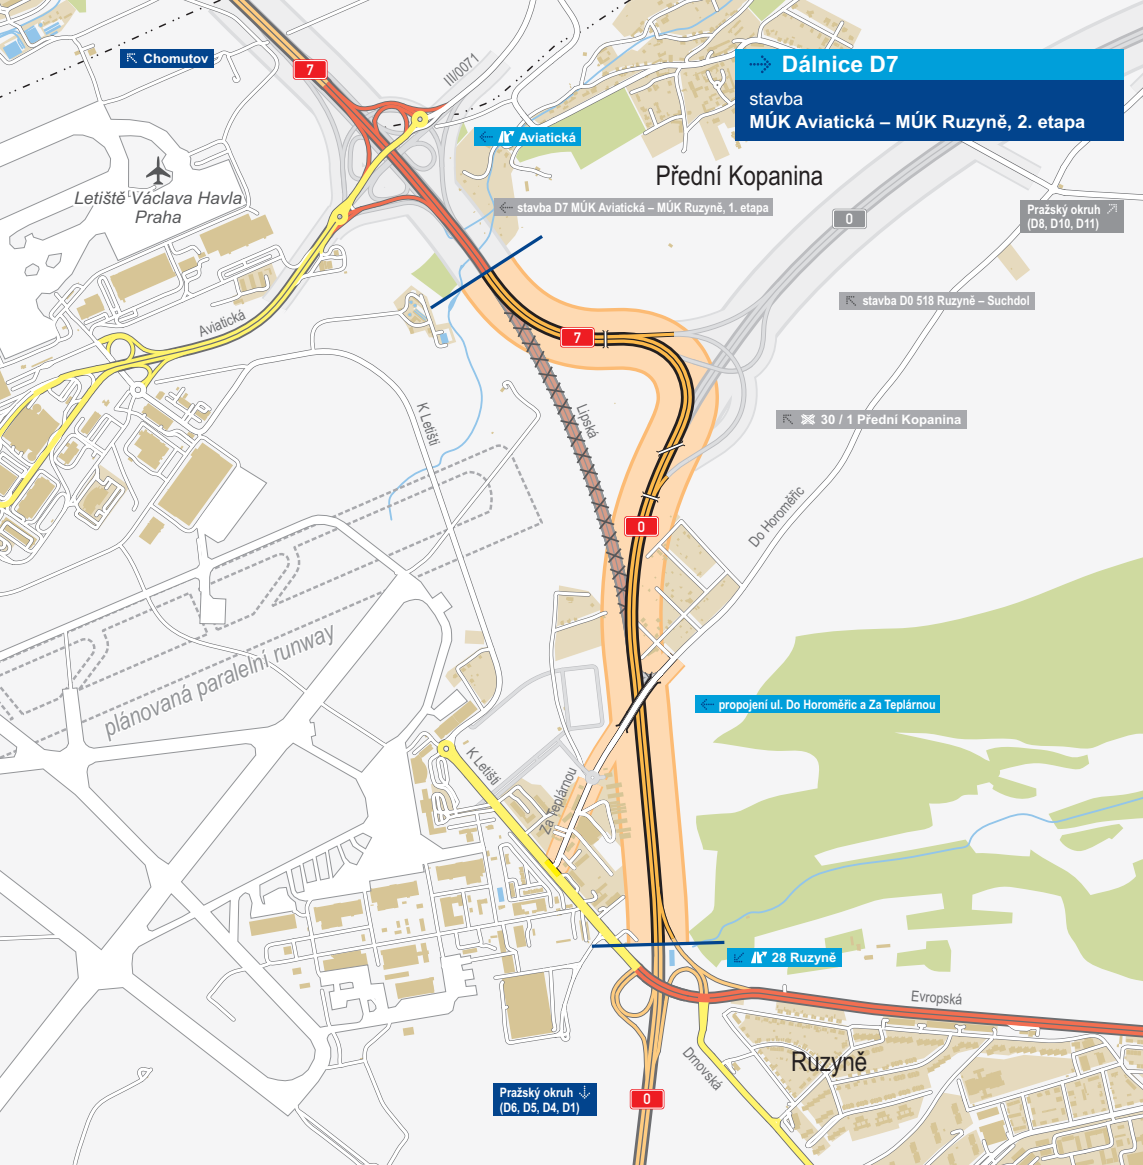 Chomutov
7
III/0071
Dálnice D7
stavba
MÚK Aviatická – MÚK Ruzyně, 2. etapa
Aviatická
Přední Kopanina
Letiště Václava Havla
Praha
stavba D7 MÚK Aviatická – MÚK Ruzyně, 1. etapa
0
Pražský okruh
(D8, D10, D11)
stavba D0 518 Ruzyně – Suchdol
Aviatická
7
Lipská
K Letišti
30 / 1 Přední Kopanina
Do Horoměřic
0
plánovaná paralelní runway
propojení ul. Do Horoměřic a Za Teplárnou
K Letišti
Za Teplárnou
28 Ruzyně
Evropská
Ruzyně
Drnovská
Pražský okruh
(D6, D5, D4, D1)
0